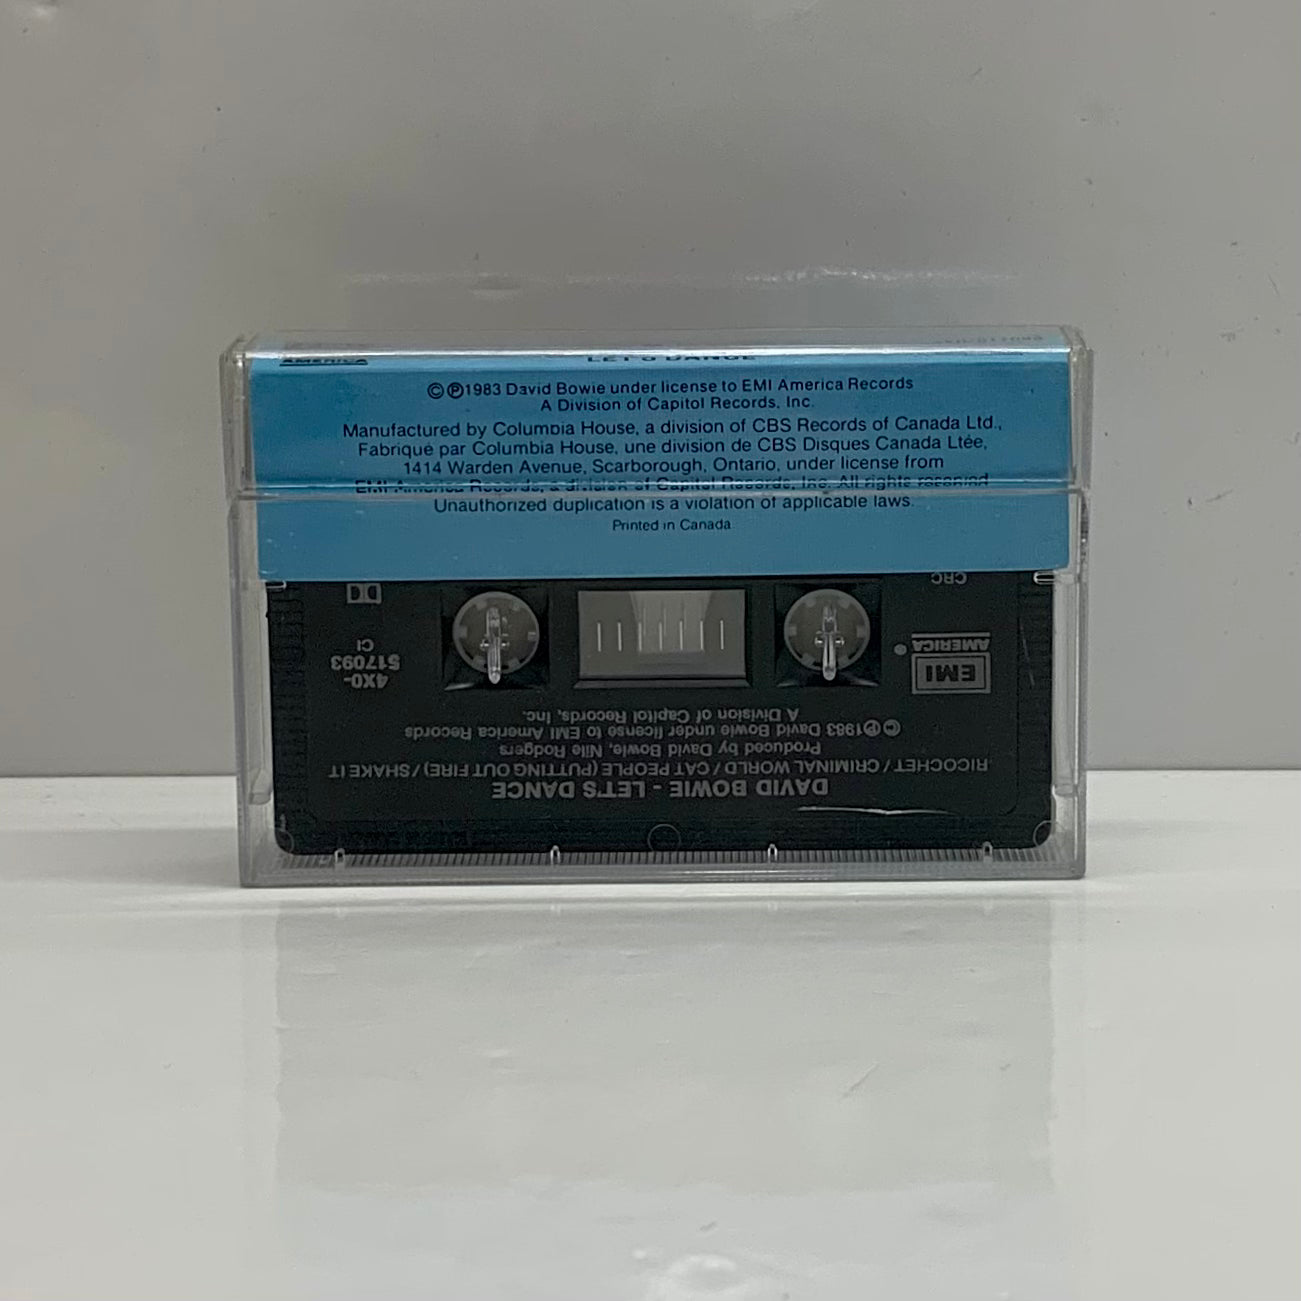 AMERICA
LET'S DANCE
©℗1983 David Bowie under license to EMI America Records
A Division of Capitol Records, Inc.
Manufactured by Columbia House, a division of CBS Records of Canada Ltd.,
Fabriqué par Columbia House, une division de CBS Disques Canada Ltée,
1414 Warden Avenue, Scarborough, Ontario, under license from
EMI America Records, a division of Capitol Records, Inc. All rights reserved
Unauthorized duplication is a violation of applicable laws.
Printed in Canada
DAVID BOWIE - LET'S DANCE
RICOCHET / CRIMINAL WORLD / CAT PEOPLE (PUTTING OUT FIRE) / SHAKE IT
Produced by David Bowie, Nile Rodgers
©℗1983 David Bowie under license to EMI America Records
A Division of Capitol Records, Inc.
EMI
AMERICA
4XO-
517093
CI
CRC